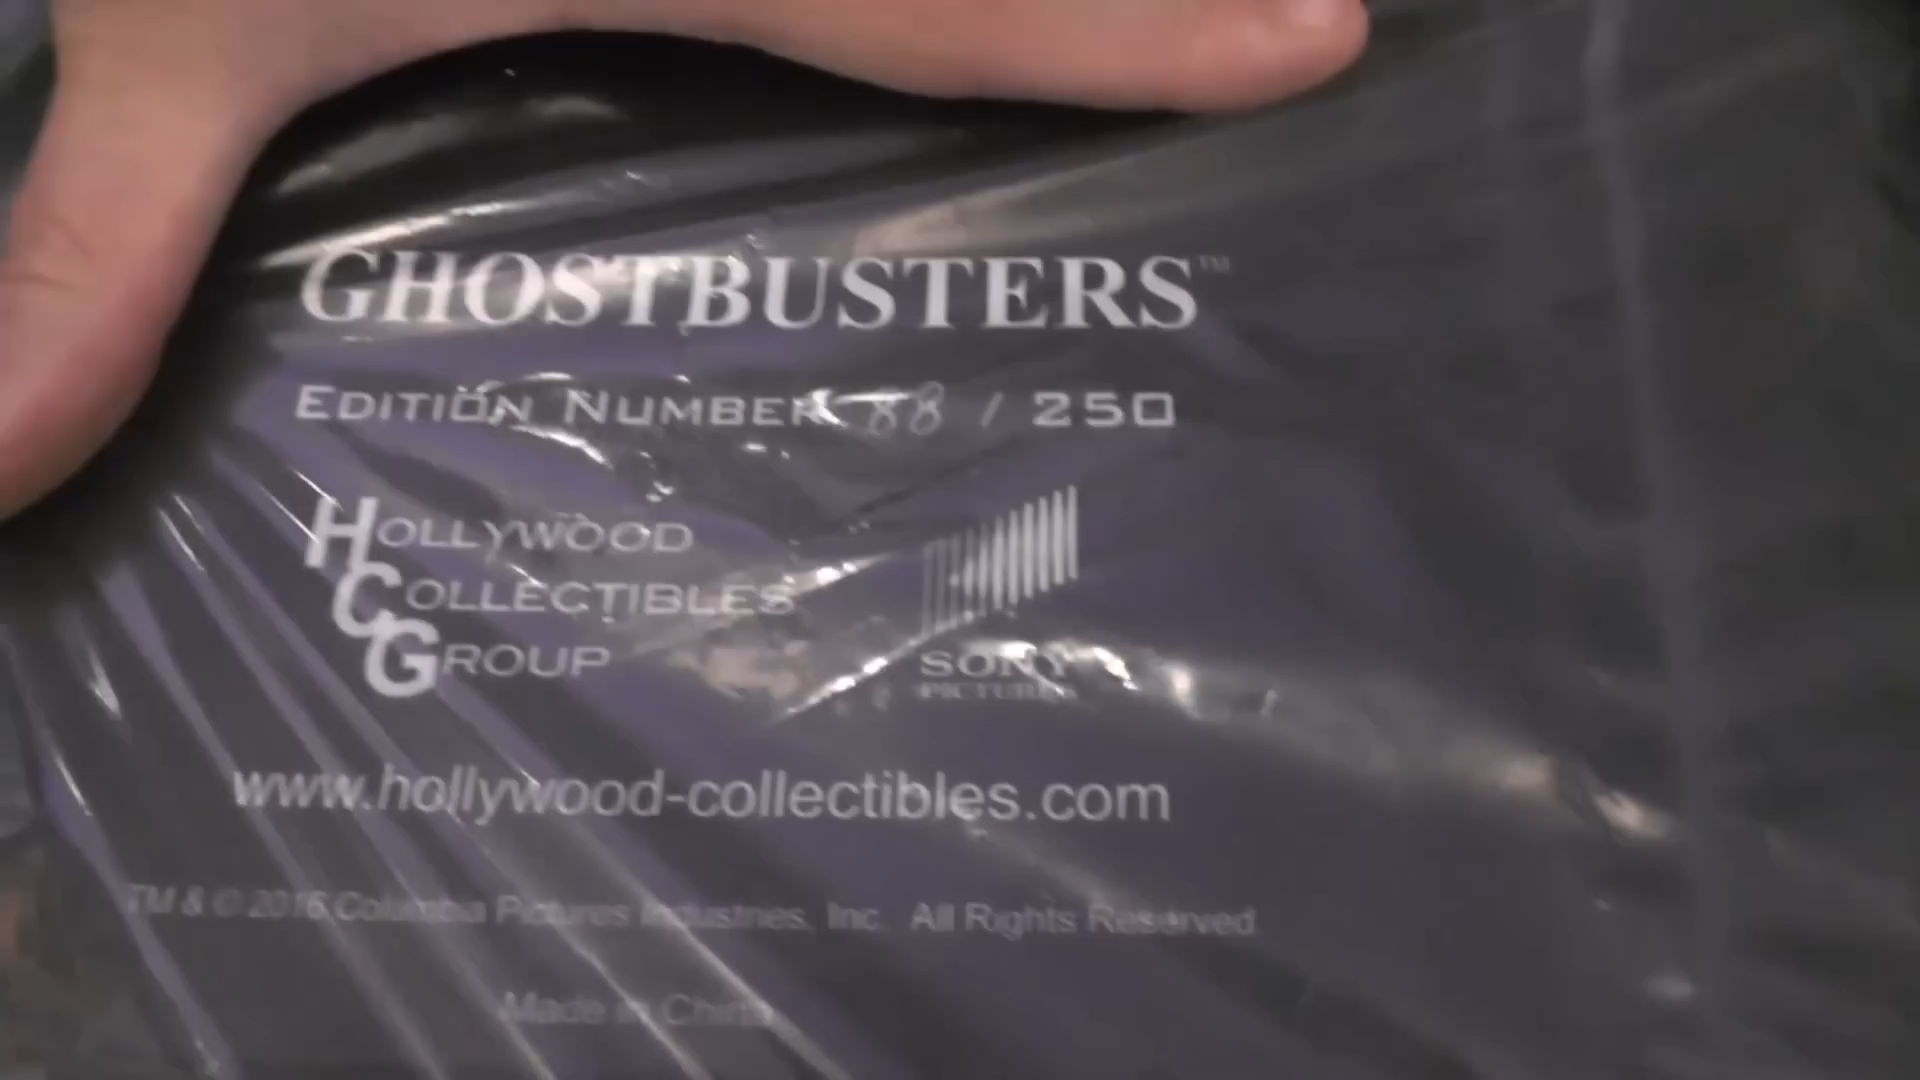 GHOSTBUSTERS™
EDITION NUMBER 88 / 250
HOLLYWOOD
COLLECTIBLES
GROUP
SONY
PICTURES
www.hollywood-collectibles.com
TM & © 2016 Columbia Pictures Industries, Inc. All Rights Reserved.
Made in China